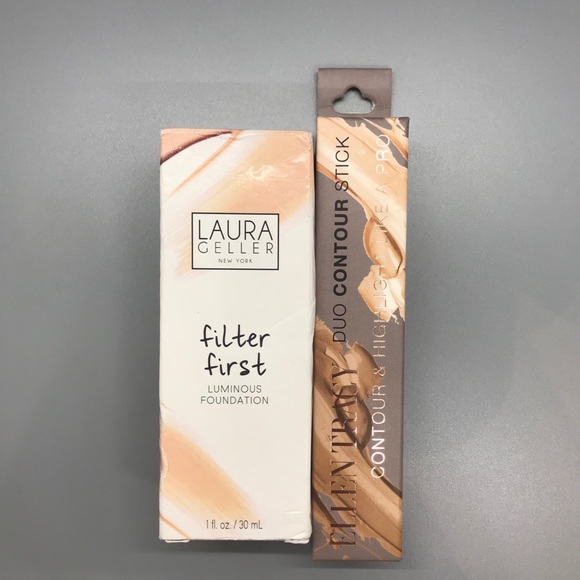 LAURA
GELLER
NEW YORK
filter
first
LUMINOUS
FOUNDATION
1 fl. oz. / 30 mL
ELLEN TRACY DUO CONTOUR STICK
CONTOUR & HIGHLIGHT LIKE A PRO